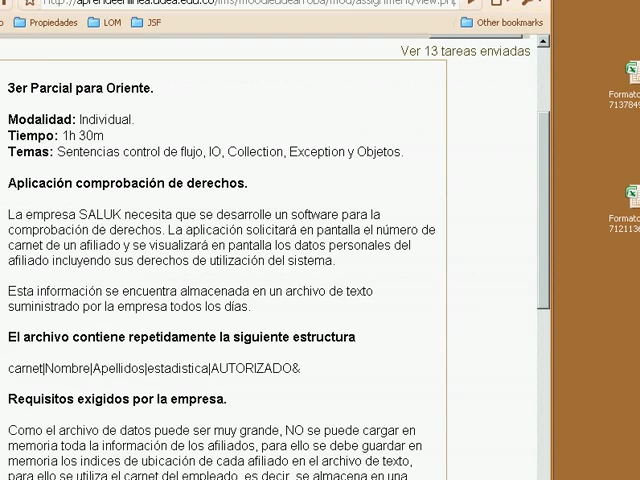 Propiedades LOM JSF Other bookmarks
Ver 13 tareas enviadas
3er Parcial para Oriente.
Modalidad: Individual.
Tiempo: 1h 30m
Temas: Sentencias control de flujo, IO, Collection, Exception y Objetos.
Aplicación comprobación de derechos.
La empresa SALUK necesita que se desarrolle un software para la
comprobación de derechos. La aplicación solicitará en pantalla el número de
carnet de un afiliado y se visualizará en pantalla los datos personales del
afiliado incluyendo sus derechos de utilización del sistema.
Esta información se encuentra almacenada en un archivo de texto
suministrado por la empresa todos los días.
El archivo contiene repetidamente la siguiente estructura
carnet|Nombre|Apellidos|estadistica|AUTORIZADO&
Requisitos exigidos por la empresa.
Como el archivo de datos puede ser muy grande, NO se puede cargar en
memoria toda la información de los afiliados, para ello se debe guardar en
memoria los indices de ubicación de cada afiliado en el archivo de texto,
para ello se utiliza el carnet del empleado, es decir, se almacena en una
Formato
7137849
Formato
7121136